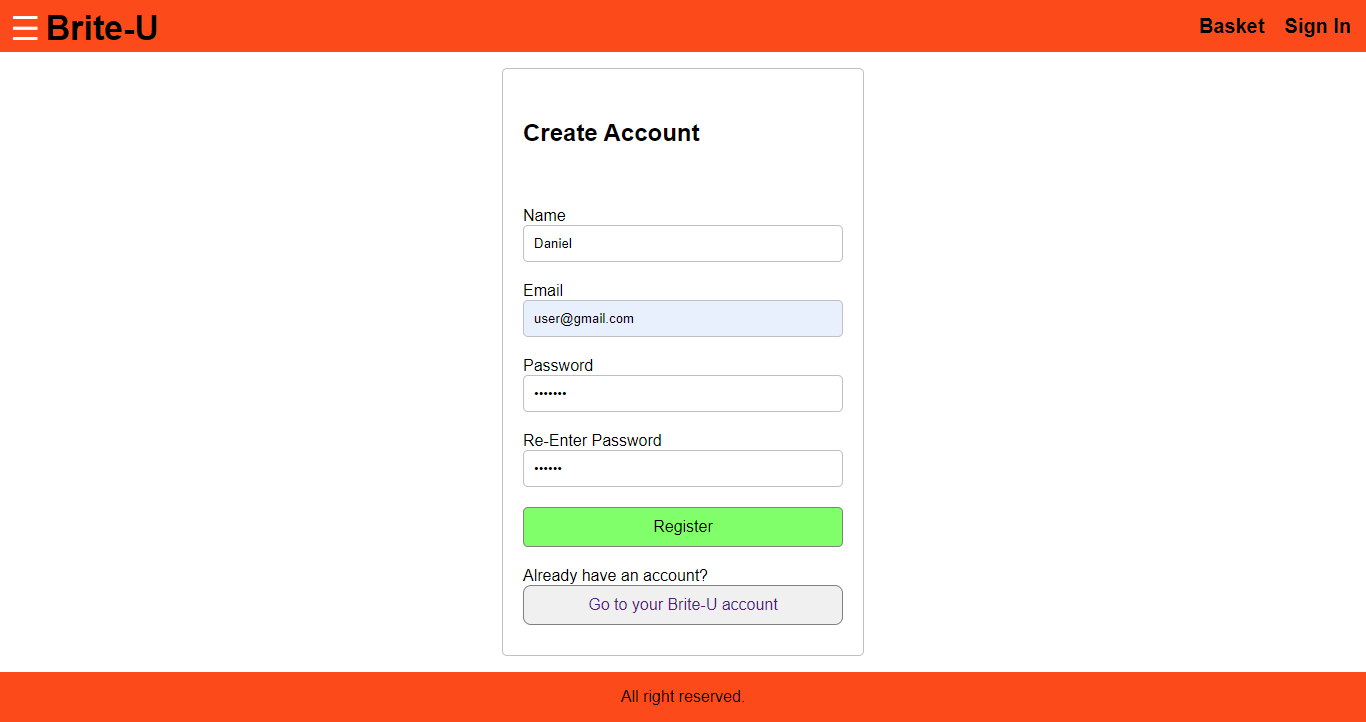 ☰ Brite-U
Basket Sign In
Create Account
Name
Daniel
Email
user@gmail.com
Password
•••••••
Re-Enter Password
••••••
Register
Already have an account?
Go to your Brite-U account
All right reserved.